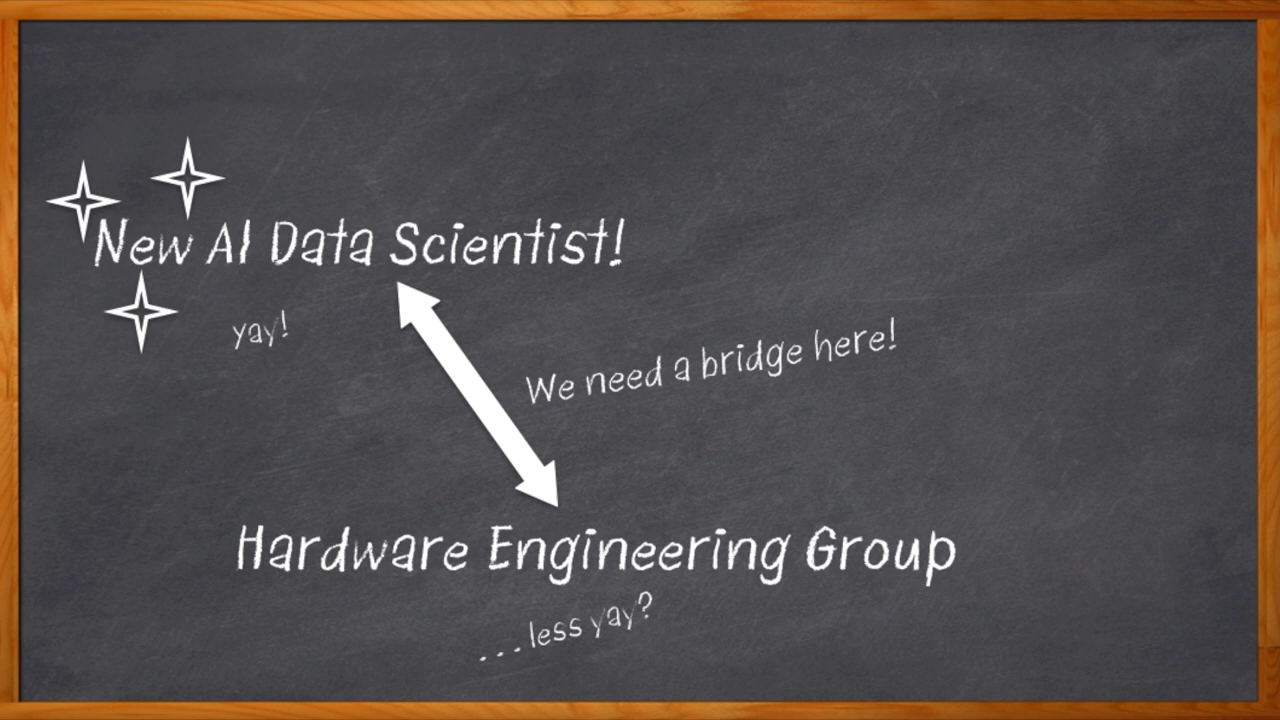 New AI Data Scientist!
yay!
We need a bridge here!
Hardware Engineering Group
. . . less yay?